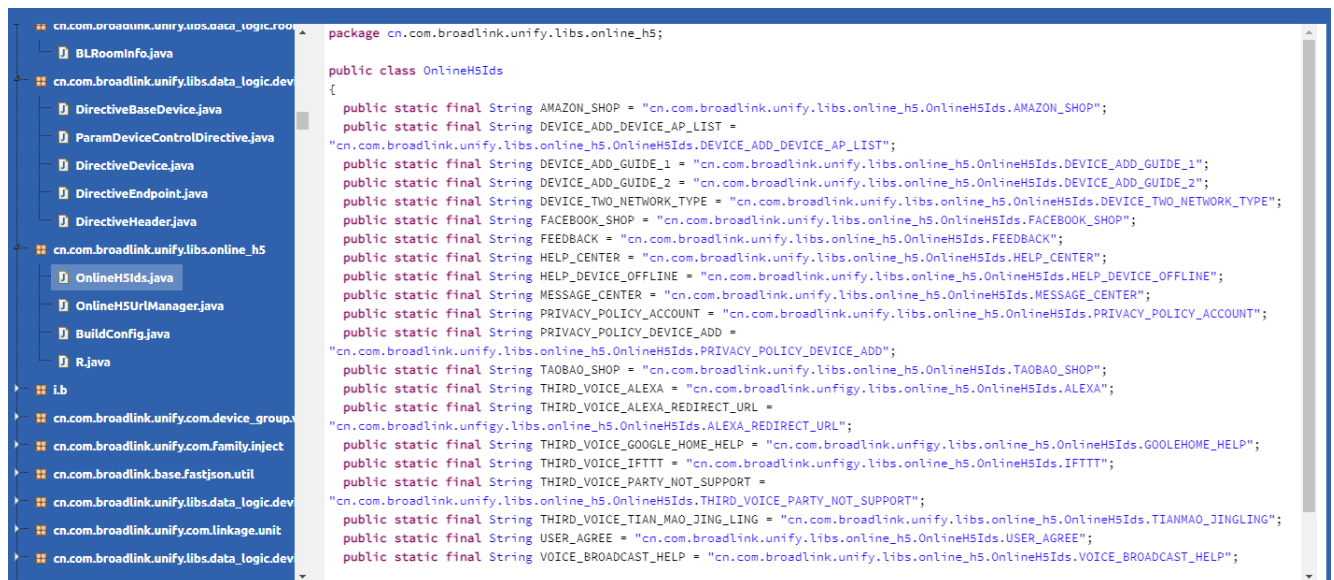 cn.com.broadlink.unify.libs.data_logic.roor
BLRoomInfo.java
cn.com.broadlink.unify.libs.data_logic.dev
DirectiveBaseDevice.java
ParamDeviceControlDirective.java
DirectiveDevice.java
DirectiveEndpoint.java
DirectiveHeader.java
cn.com.broadlink.unify.libs.online_h5
OnlineH5Ids.java
OnlineH5UrlManager.java
BuildConfig.java
R.java
i.b
cn.com.broadlink.unify.com.device_group.v
cn.com.broadlink.unify.com.family.inject
cn.com.broadlink.base.fastjson.util
cn.com.broadlink.unify.libs.data_logic.devi
cn.com.broadlink.unify.com.linkage.unit
cn.com.broadlink.unify.libs.data_logic.devi
package cn.com.broadlink.unify.libs.online_h5;
public class OnlineH5Ids
{
public static final String AMAZON_SHOP = "cn.com.broadlink.unify.libs.online_h5.OnlineH5Ids.AMAZON_SHOP";
public static final String DEVICE_ADD_DEVICE_AP_LIST =
"cn.com.broadlink.unify.libs.online_h5.OnlineH5Ids.DEVICE_ADD_DEVICE_AP_LIST";
public static final String DEVICE_ADD_GUIDE_1 = "cn.com.broadlink.unify.libs.online_h5.OnlineH5Ids.DEVICE_ADD_GUIDE_1";
public static final String DEVICE_ADD_GUIDE_2 = "cn.com.broadlink.unify.libs.online_h5.OnlineH5Ids.DEVICE_ADD_GUIDE_2";
public static final String DEVICE_TWO_NETWORK_TYPE = "cn.com.broadlink.unify.libs.online_h5.OnlineH5Ids.DEVICE_TWO_NETWORK_TYPE";
public static final String FACEBOOK_SHOP = "cn.com.broadlink.unify.libs.online_h5.OnlineH5Ids.FACEBOOK_SHOP";
public static final String FEEDBACK = "cn.com.broadlink.unify.libs.online_h5.OnlineH5Ids.FEEDBACK";
public static final String HELP_CENTER = "cn.com.broadlink.unify.libs.online_h5.OnlineH5Ids.HELP_CENTER";
public static final String HELP_DEVICE_OFFLINE = "cn.com.broadlink.unify.libs.online_h5.OnlineH5Ids.HELP_DEVICE_OFFLINE";
public static final String MESSAGE_CENTER = "cn.com.broadlink.unify.libs.online_h5.OnlineH5Ids.MESSAGE_CENTER";
public static final String PRIVACY_POLICY_ACCOUNT = "cn.com.broadlink.unify.libs.online_h5.OnlineH5Ids.PRIVACY_POLICY_ACCOUNT";
public static final String PRIVACY_POLICY_DEVICE_ADD =
"cn.com.broadlink.unify.libs.online_h5.OnlineH5Ids.PRIVACY_POLICY_DEVICE_ADD";
public static final String TAOBAO_SHOP = "cn.com.broadlink.unify.libs.online_h5.OnlineH5Ids.TAOBAO_SHOP";
public static final String THIRD_VOICE_ALEXA = "cn.com.broadlink.unfigy.libs.online_h5.OnlineH5Ids.ALEXA";
public static final String THIRD_VOICE_ALEXA_REDIRECT_URL =
"cn.com.broadlink.unfigy.libs.online_h5.OnlineH5Ids.ALEXA_REDIRECT_URL";
public static final String THIRD_VOICE_GOOGLE_HOME_HELP = "cn.com.broadlink.unfigy.libs.online_h5.OnlineH5Ids.GOOLEHOME_HELP";
public static final String THIRD_VOICE_IFTTT = "cn.com.broadlink.unfigy.libs.online_h5.OnlineH5Ids.IFTTT";
public static final String THIRD_VOICE_PARTY_NOT_SUPPORT =
"cn.com.broadlink.unify.libs.online_h5.OnlineH5Ids.THIRD_VOICE_PARTY_NOT_SUPPORT";
public static final String THIRD_VOICE_TIAN_MAO_JING_LING = "cn.com.broadlink.unify.libs.online_h5.OnlineH5Ids.TIANMAO_JINGLING";
public static final String USER_AGREE = "cn.com.broadlink.unify.libs.online_h5.OnlineH5Ids.USER_AGREE";
public static final String VOICE_BROADCAST_HELP = "cn.com.broadlink.unify.libs.online_h5.OnlineH5Ids.VOICE_BROADCAST_HELP";